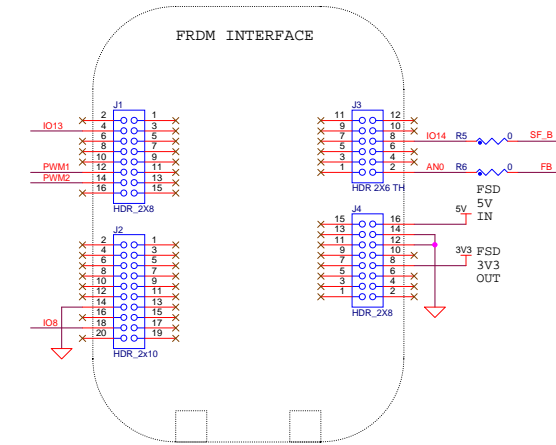 FRDM INTERFACE
J1
2 1
IO13 4 3
6 5
8 7
10 9
PWM1 12 11
PWM2 14 13
16 15
HDR_2X8
J2
2 1
4 3
6 5
8 7
10 9
12 11
14 13
16 15
IO8 18 17
20 19
HDR_2x10
J3
11 12
9 10
7 8 IO14 R5 0 SF_B
5 6
3 4
1 2 AN0 R6 0 FB
HDR 2X6 TH
FSD
5V
IN
J4
15 16 5V
13 14
11 12
9 10
7 8 3V3
5 6
3 4
1 2
HDR_2X8
FSD
3V3
OUT